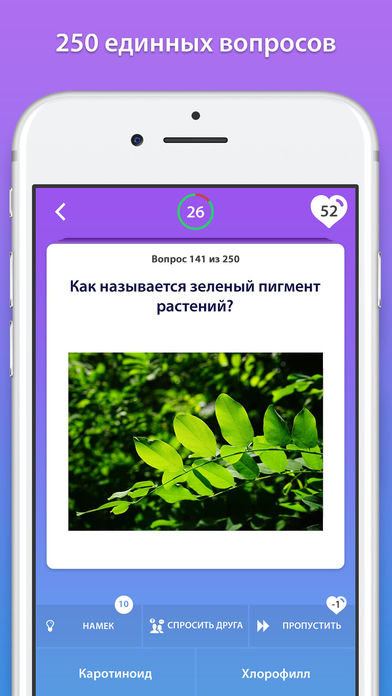 250 единных вопросов
26
52
Вопрос 141 из 250
Как называется зеленый пигмент
растений?
10
-1
НАМЕК
СПРОСИТЬ ДРУГА
ПРОПУСТИТЬ
Каротиноид
Хлорофилл